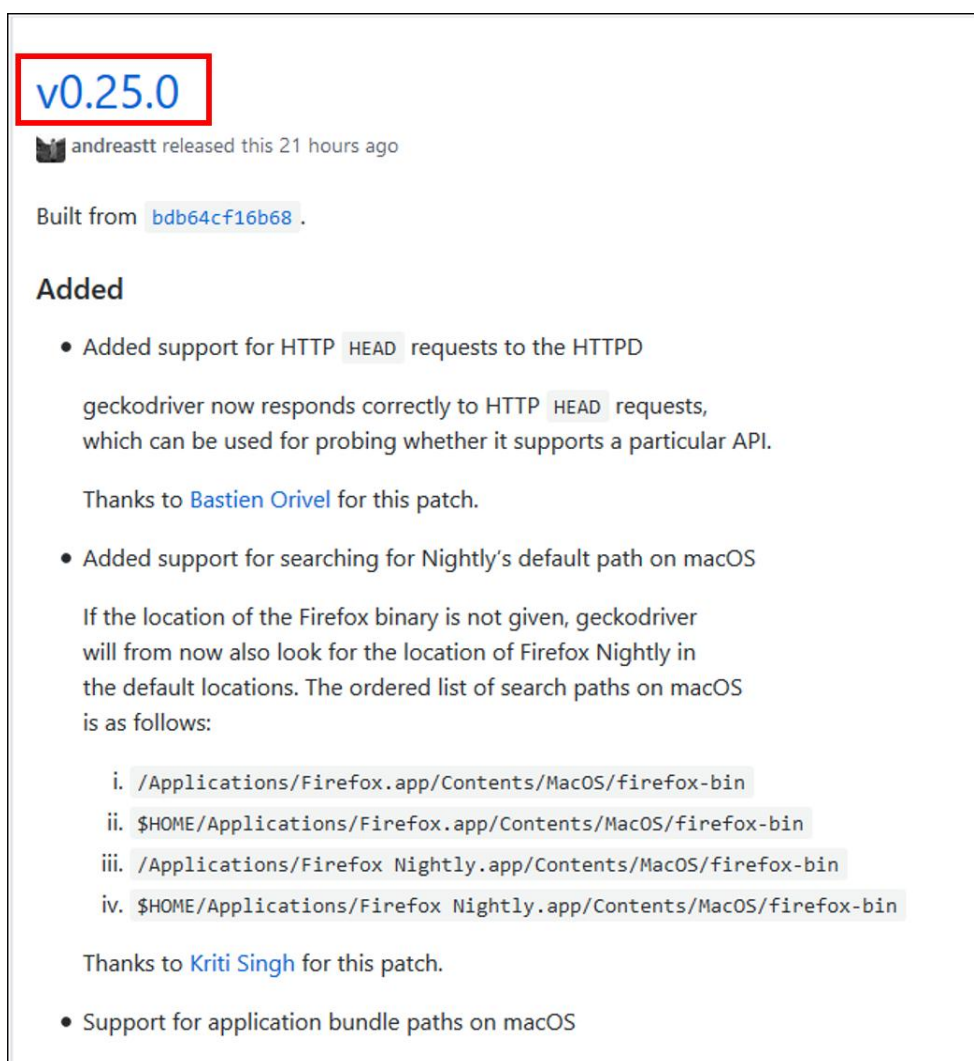 v0.25.0
andreastt released this 21 hours ago
Built from bdb64cf16b68.
Added
• Added support for HTTP HEAD requests to the HTTPD
geckodriver now responds correctly to HTTP HEAD requests,
which can be used for probing whether it supports a particular API.
Thanks to Bastien Orivel for this patch.
• Added support for searching for Nightly’s default path on macOS
If the location of the Firefox binary is not given, geckodriver
will from now also look for the location of Firefox Nightly in
the default locations. The ordered list of search paths on macOS
is as follows:
i. /Applications/Firefox.app/Contents/MacOS/firefox-bin
ii. $HOME/Applications/Firefox.app/Contents/MacOS/firefox-bin
iii. /Applications/Firefox Nightly.app/Contents/MacOS/firefox-bin
iv. $HOME/Applications/Firefox Nightly.app/Contents/MacOS/firefox-bin
Thanks to Kriti Singh for this patch.
• Support for application bundle paths on macOS